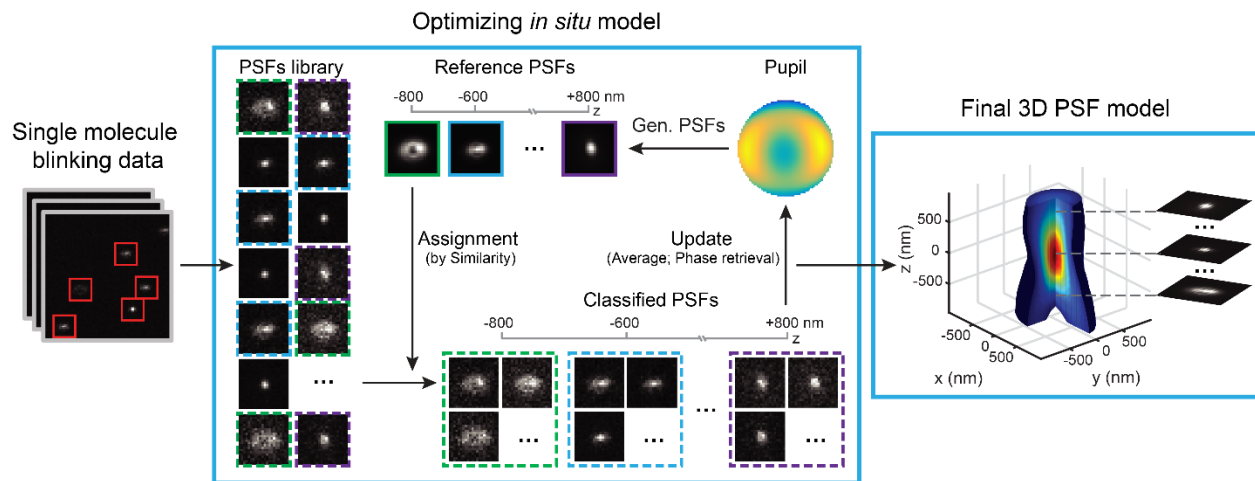 Optimizing in situ model
PSFs library
Reference PSFs
Pupil
-800
-600
+800 nm
z
Gen. PSFs
...
Single molecule
blinking data
Assignment
(by Similarity)
Update
(Average; Phase retrieval)
Classified PSFs
-800
-600
+800 nm
z
...
...
...
...
...
Final 3D PSF model
z (nm)
500
0
-500
-500
0
500
x (nm)
-500
0
500
y (nm)
...
...